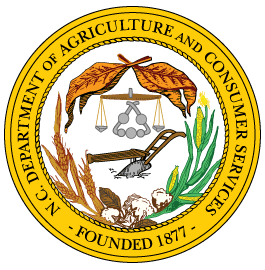 N.C. DEPARTMENT OF AGRICULTURE AND CONSUMER SERVICES
- FOUNDED 1877 -